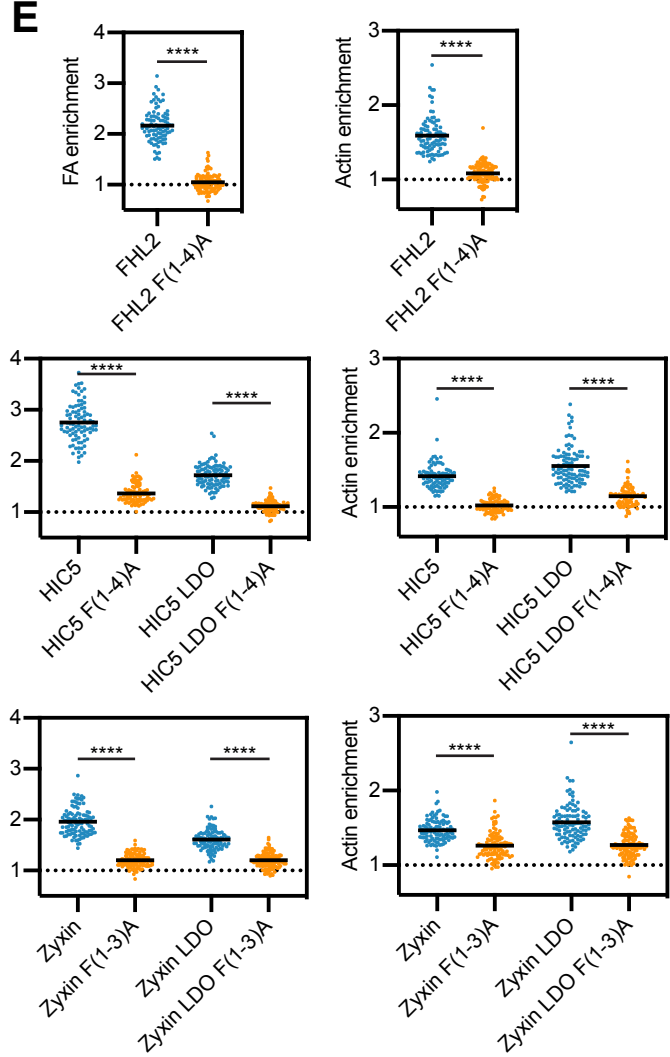 E
FA enrichment
4
3
2
1
****
FHL2
FHL2 F(1-4)A
Actin enrichment
3
2
1
****
FHL2
FHL2 F(1-4)A
4
3
2
1
****
****
HIC5
HIC5 F(1-4)A
HIC5 LDO
HIC5 LDO F(1-4)A
Actin enrichment
3
2
1
****
****
HIC5
HIC5 F(1-4)A
HIC5 LDO
HIC5 LDO F(1-4)A
4
3
2
1
****
****
Zyxin
Zyxin F(1-3)A
Zyxin LDO
Zyxin LDO F(1-3)A
Actin enrichment
3
2
1
****
****
Zyxin
Zyxin F(1-3)A
Zyxin LDO
Zyxin LDO F(1-3)A